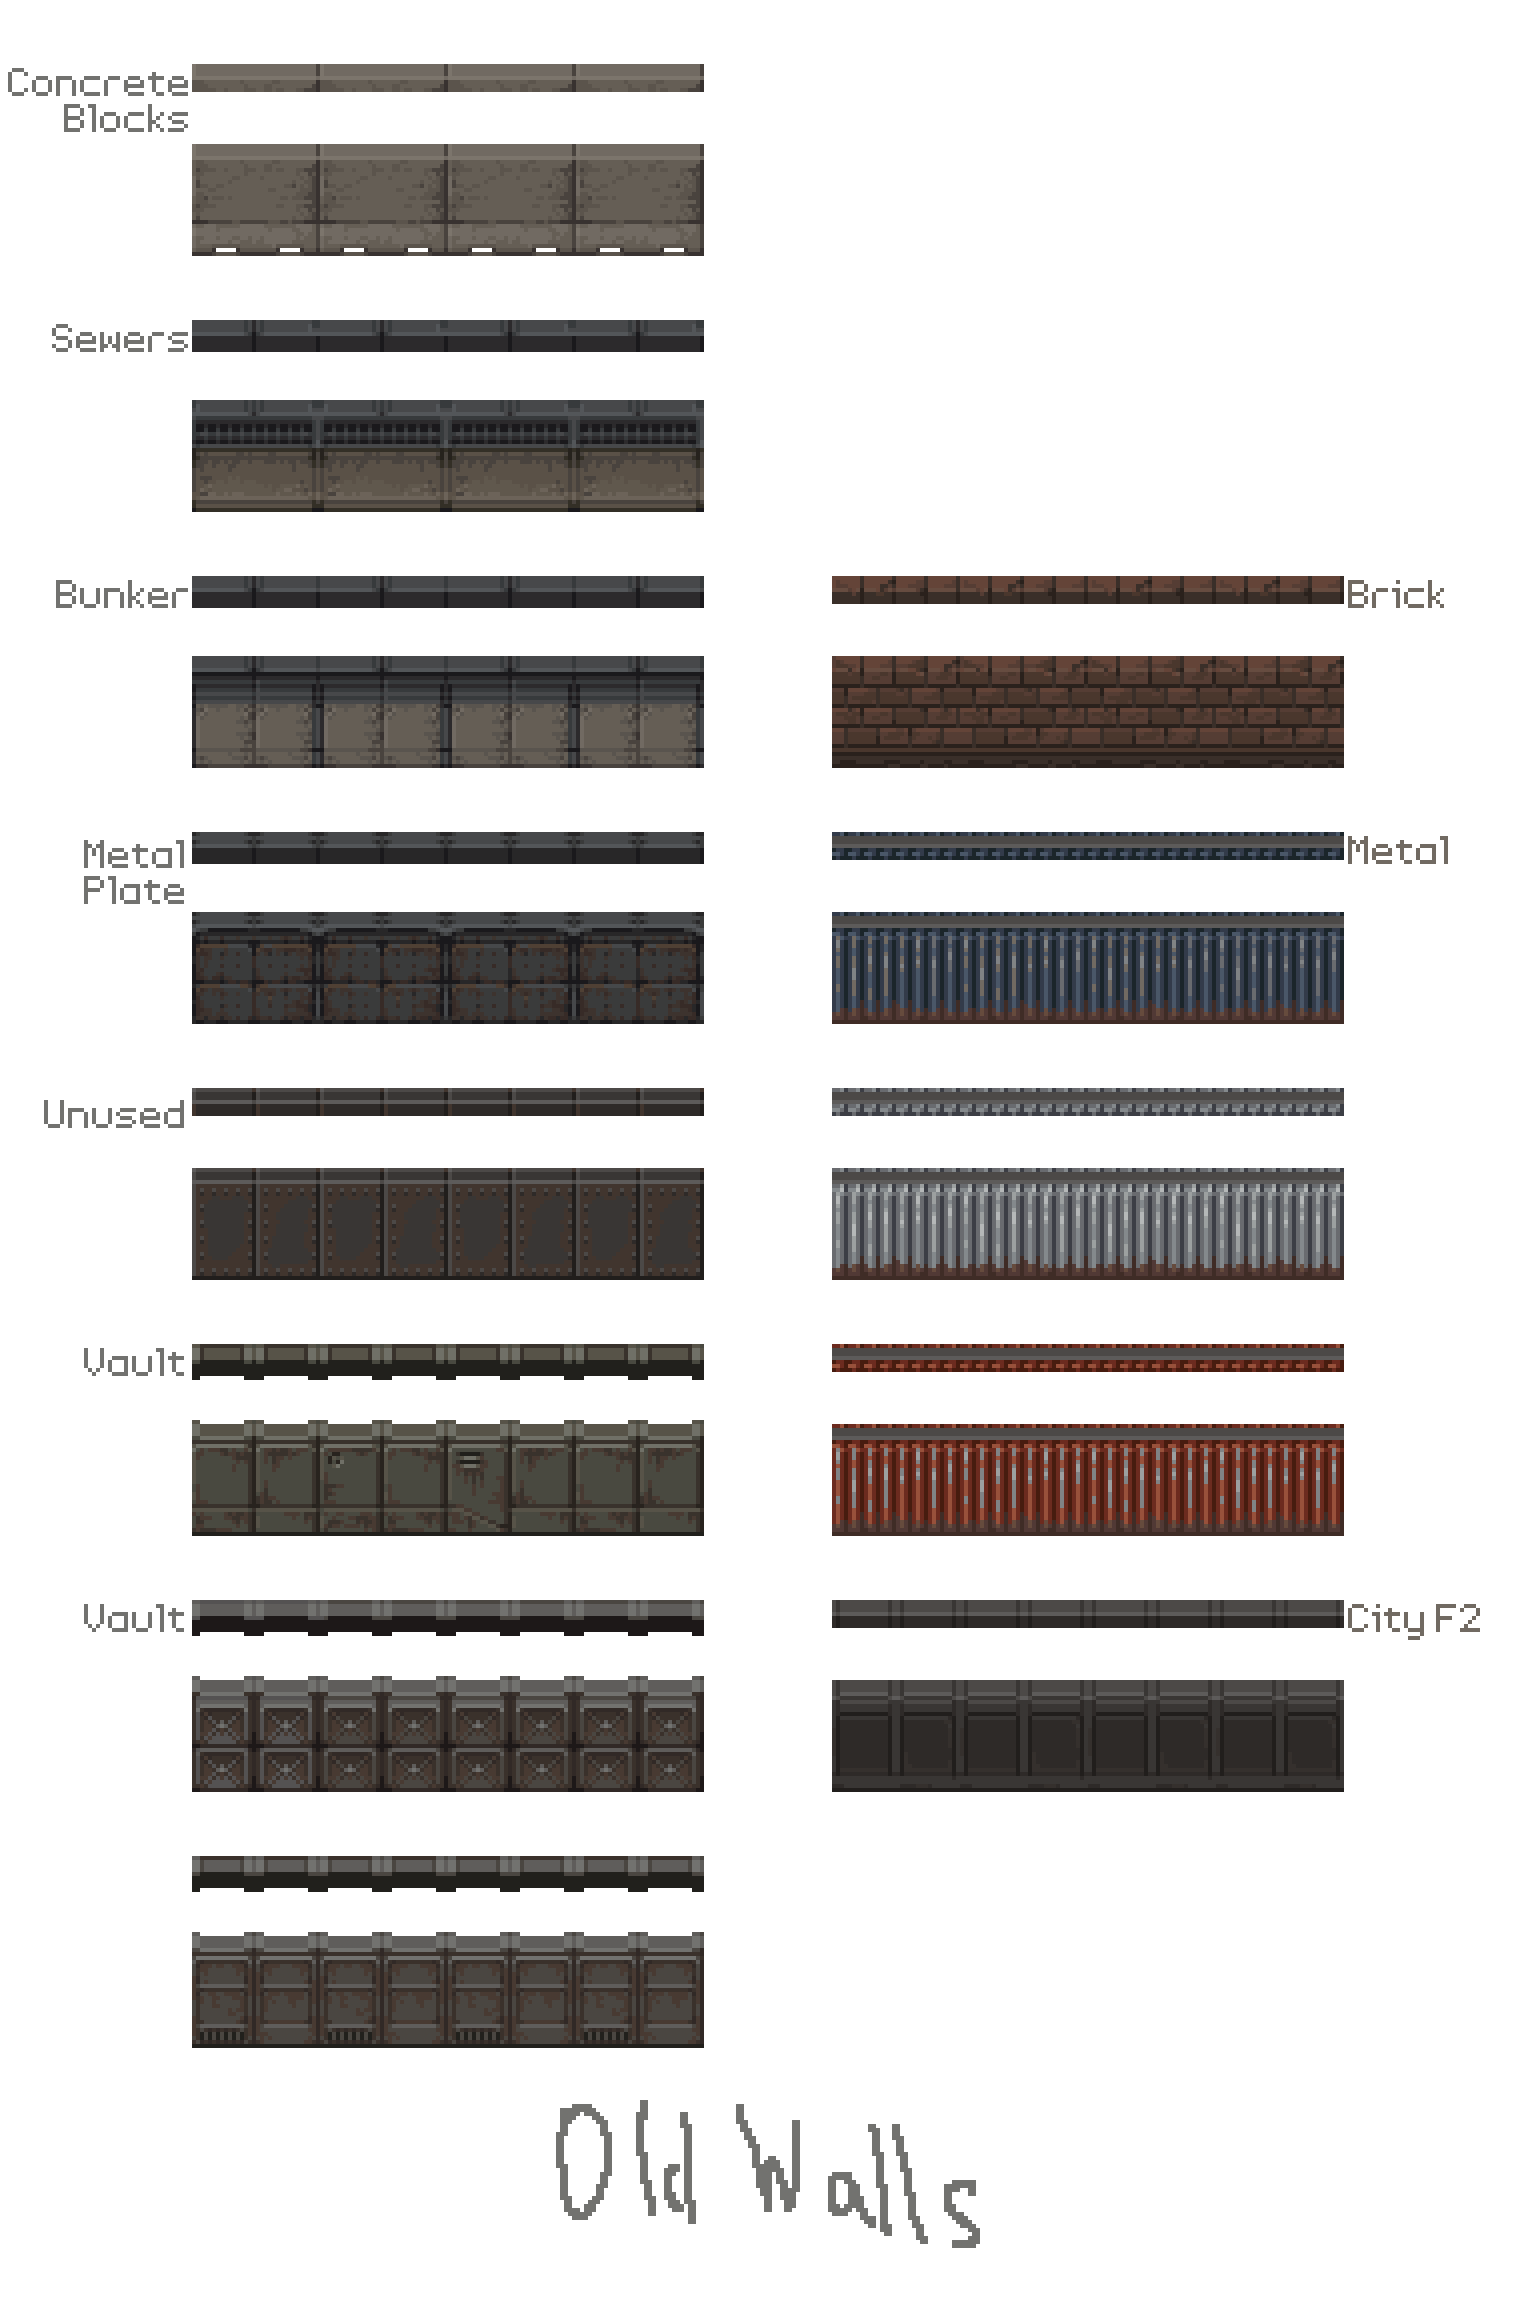 Concrete
Blocks
Sewers
Bunker
Brick
Metal
Plate
Metal
Unused
Vault
Vault
City F2
Old Walls